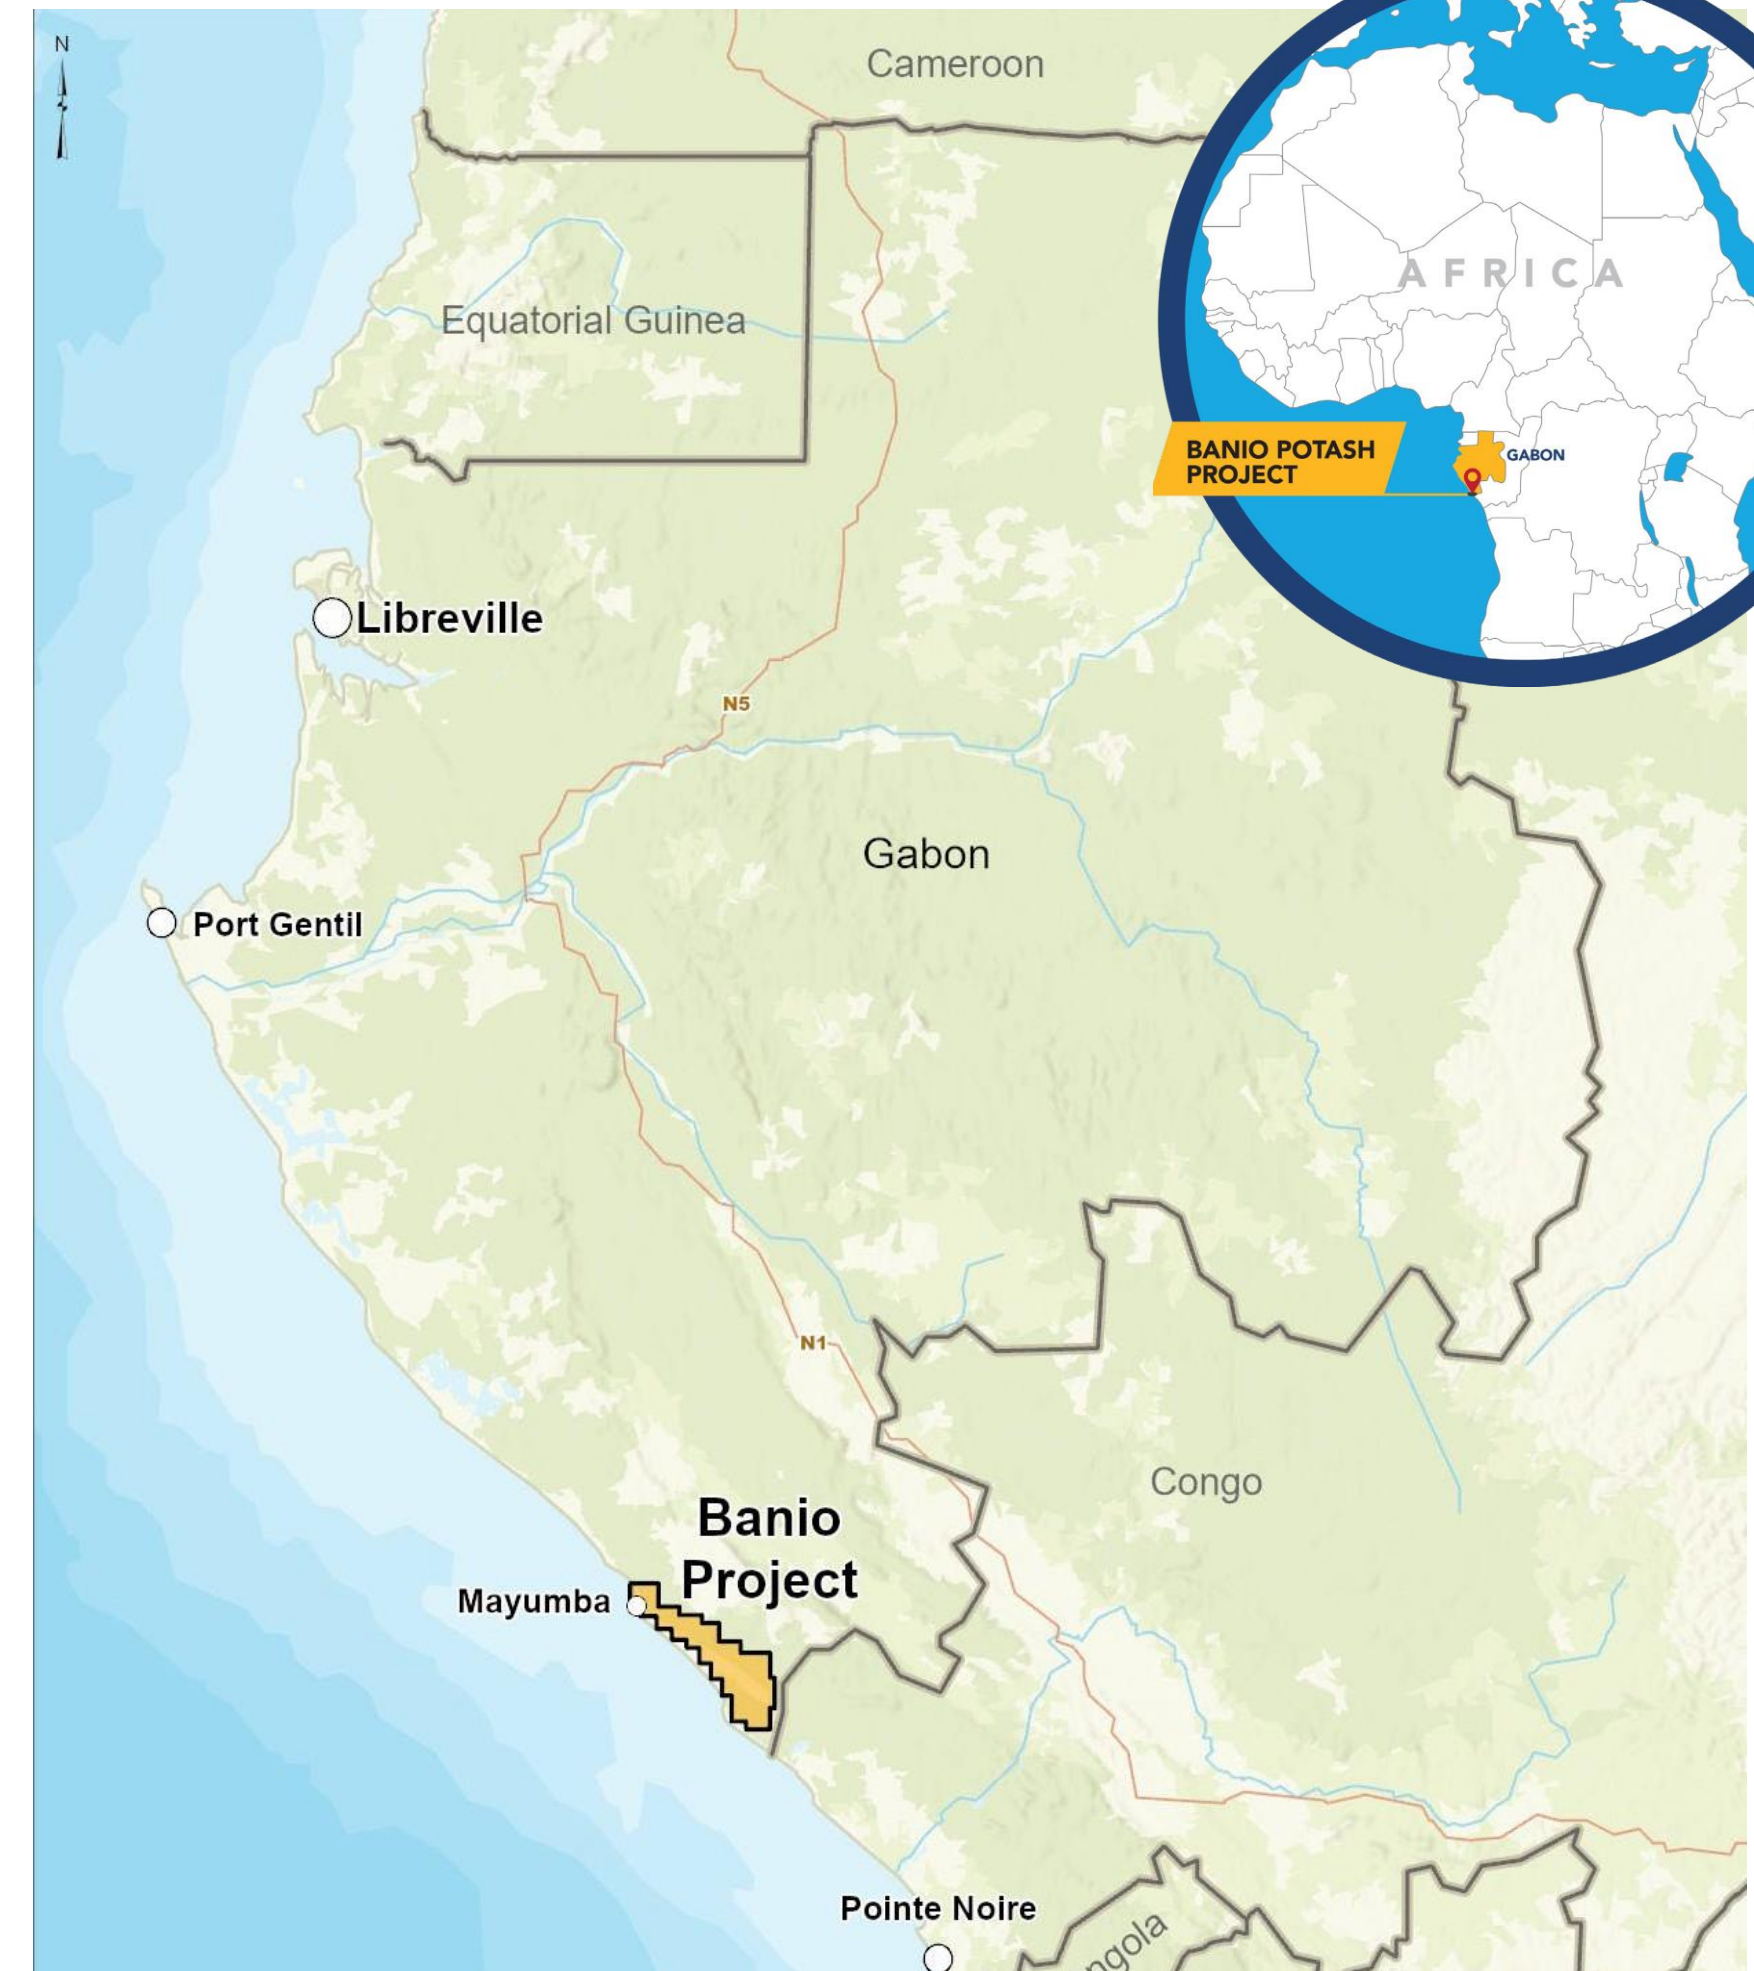 N
Cameroon
Equatorial Guinea
AFRICA
BANIO POTASH
PROJECT
GABON
Libreville
N5
Gabon
Port Gentil
N1
Congo
Banio
Project
Mayumba
Pointe Noire
ngola